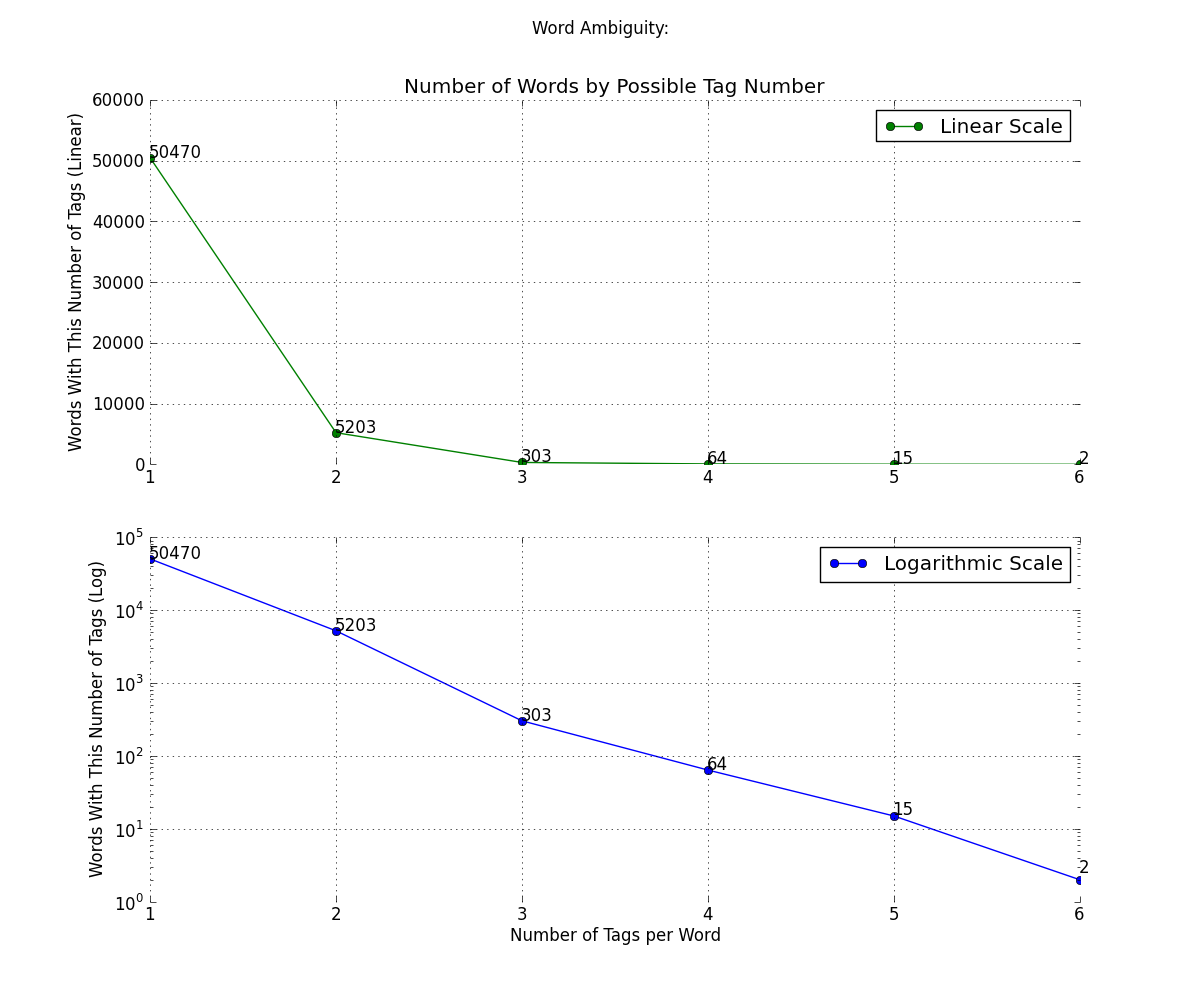 Word Ambiguity:
Number of Words by Possible Tag Number
Words With This Number of Tags (Linear)
60000
50000
40000
30000
20000
10000
0
Linear Scale
50470
5203
303
64
15
2
1 2 3 4 5 6
Words With This Number of Tags (Log)
10^5
10^4
10^3
10^2
10^1
10^0
Logarithmic Scale
50470
5203
303
64
15
2
1 2 3 4 5 6
Number of Tags per Word